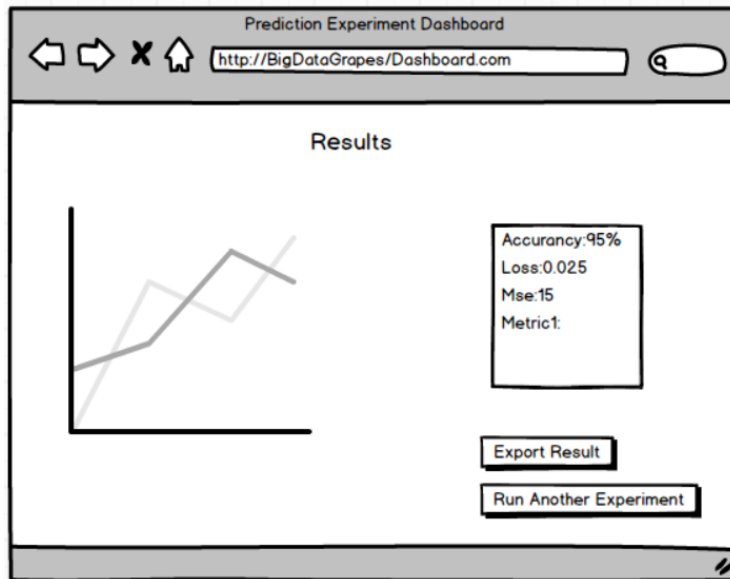 Prediction Experiment Dashboard
http://BigDataGrapes/Dashboard.com
Results
Accurancy:95%
Loss:0.025
Mse:15
Metric1:
Export Result
Run Another Experiment